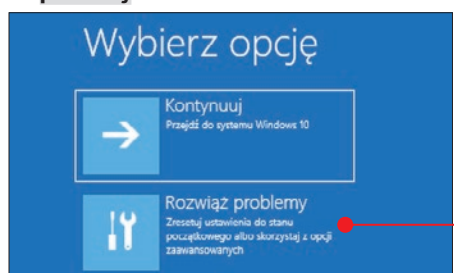 Wybierz opcję
Kontynuuj
Przejdź do systemu Windows 10
Rozwiąż problemy
Zresetuj ustawienia do stanu
początkowego albo skorzystaj z opcji
zaawansowanych